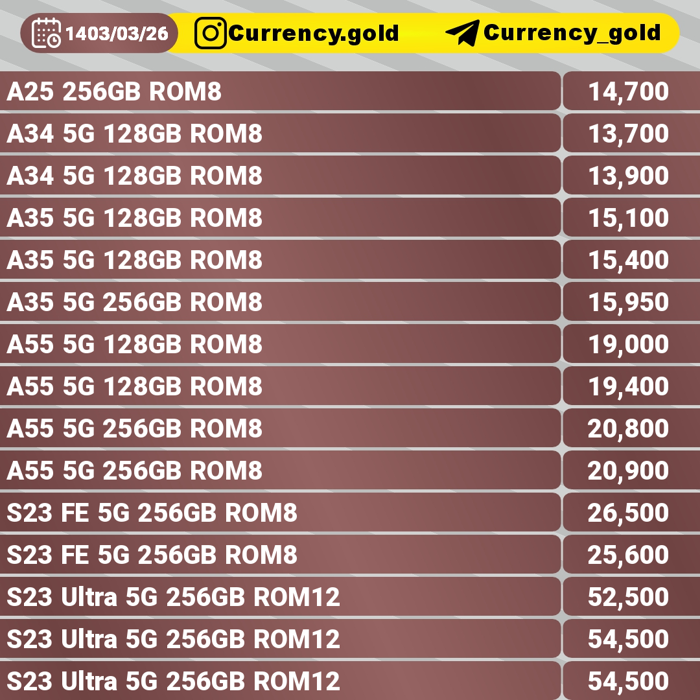 1403/03/26 Currency.gold Currency_gold
A25 256GB ROM8 14,700
A34 5G 128GB ROM8 13,700
A34 5G 128GB ROM8 13,900
A35 5G 128GB ROM8 15,100
A35 5G 128GB ROM8 15,400
A35 5G 256GB ROM8 15,950
A55 5G 128GB ROM8 19,000
A55 5G 128GB ROM8 19,400
A55 5G 256GB ROM8 20,800
A55 5G 256GB ROM8 20,900
S23 FE 5G 256GB ROM8 26,500
S23 FE 5G 256GB ROM8 25,600
S23 Ultra 5G 256GB ROM12 52,500
S23 Ultra 5G 256GB ROM12 54,500
S23 Ultra 5G 256GB ROM12 54,500